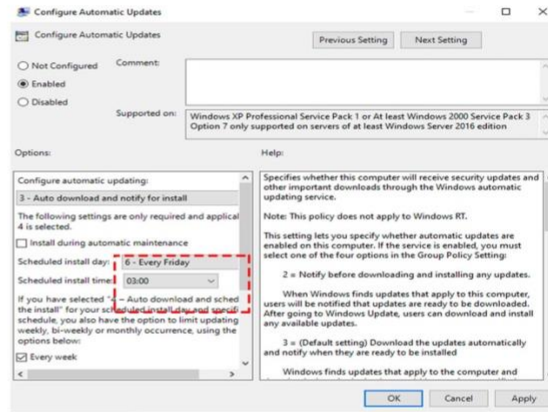 Configure Automatic Updates
Configure Automatic Updates
Previous Setting
Next Setting
Not Configured
Enabled
Disabled
Comment:
Supported on:
Windows XP Professional Service Pack 1 or At least Windows 2000 Service Pack 3
Option 7 only supported on servers of at least Windows Server 2016 edition
Options:
Configure automatic updating:
3 - Auto download and notify for install
The following settings are only required and applical
4 is selected.
Install during automatic maintenance
Scheduled install day:
6 - Every Friday
Scheduled install time:
03:00
If you have selected "4 – Auto download and sched
the install" for your scheduled install day and specifi
schedule, you also have the option to limit updating
weekly, bi-weekly or monthly occurrence, using the
options below:
Every week
Help:
Specifies whether this computer will receive security updates and
other important downloads through the Windows automatic
updating service.
Note: This policy does not apply to Windows RT.
This setting lets you specify whether automatic updates are
enabled on this computer. If the service is enabled, you must
select one of the four options in the Group Policy Setting:
2 = Notify before downloading and installing any updates.
When Windows finds updates that apply to this computer,
users will be notified that updates are ready to be downloaded.
After going to Windows Update, users can download and install
any available updates.
3 = (Default setting) Download the updates automatically
and notify when they are ready to be installed
Windows finds updates that apply to the computer and
OK
Cancel
Apply